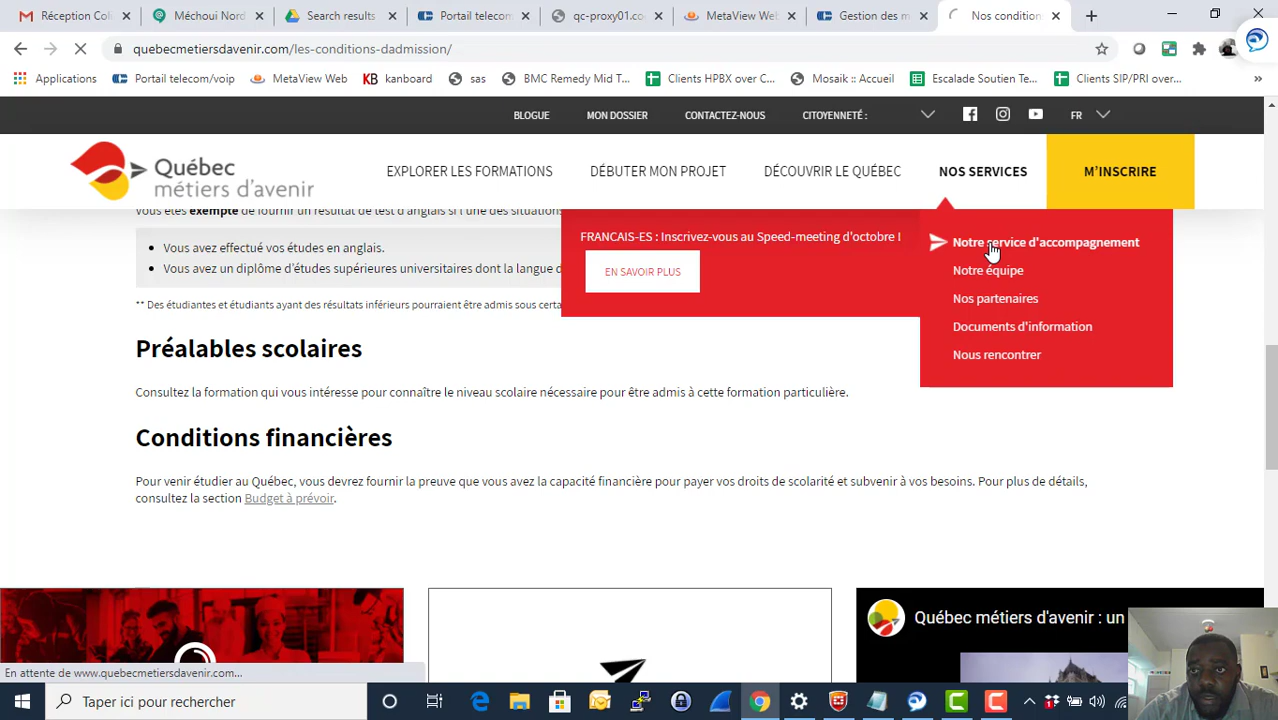 Réception Col
Méchoui Nord
Search results
Portail telecom
qc-proxy01.co
MetaView Web
Gestion des m
Nos condition
quebecmetiersdavenir.com/les-conditions-dadmission/
Applications
Portail telecom/voip
MetaView Web
KB kanboard
sas
BMC Remedy Mid T...
Clients HPBX over C...
Mosaik :: Accueil
Escalade Soutien Te...
Clients SIP/PRI over...
»
BLOGUE
MON DOSSIER
CONTACTEZ-NOUS
CITOYENNETÉ :
FR
Québec
métiers d'avenir
EXPLORER LES FORMATIONS
DÉBUTER MON PROJET
DÉCOUVRIR LE QUÉBEC
NOS SERVICES
M'INSCRIRE
Vous êtes exempté de fournir un résultat de test d'anglais si l'une des situations
FRANCAIS-ES : Inscrivez-vous au Speed-meeting d'octobre !
EN SAVOIR PLUS
Notre service d'accompagnement
Notre équipe
Nos partenaires
Documents d'information
Nous rencontrer
• Vous avez effectué vos études en anglais.
• Vous avez un diplôme d'études supérieures universitaires dont la langue d
** Des étudiantes et étudiants ayant des résultats inférieurs pourraient être admis sous certa
Préalables scolaires
Consultez la formation qui vous intéresse pour connaître le niveau scolaire nécessaire pour être admis à cette formation particulière.
Conditions financières
Pour venir étudier au Québec, vous devrez fournir la preuve que vous avez la capacité financière pour payer vos droits de scolarité et subvenir à vos besoins. Pour plus de détails,
consultez la section Budget à prévoir.
Québec métiers d'avenir : un
En attente de www.quebecmetiersdavenir.com...
Taper ici pour rechercher